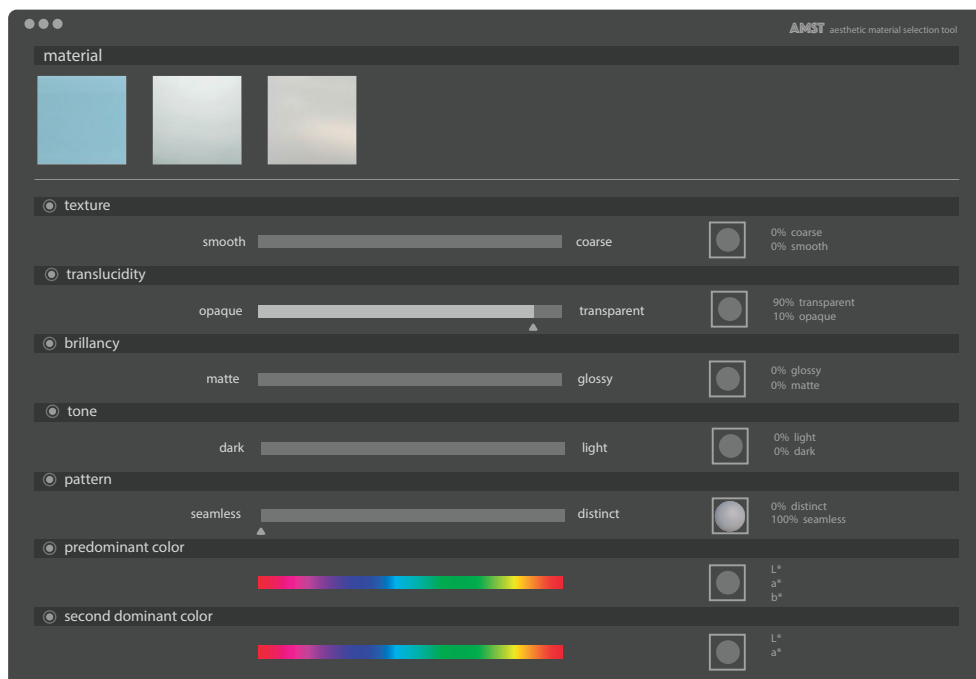 AMST aesthetic material selection tool
material
texture
smooth coarse
0% coarse
0% smooth
translucidity
opaque transparent
90% transparent
10% opaque
brillancy
matte glossy
0% glossy
0% matte
tone
dark light
0% light
0% dark
pattern
seamless distinct
0% distinct
100% seamless
predominant color
L*
a*
b*
second dominant color
L*
a*